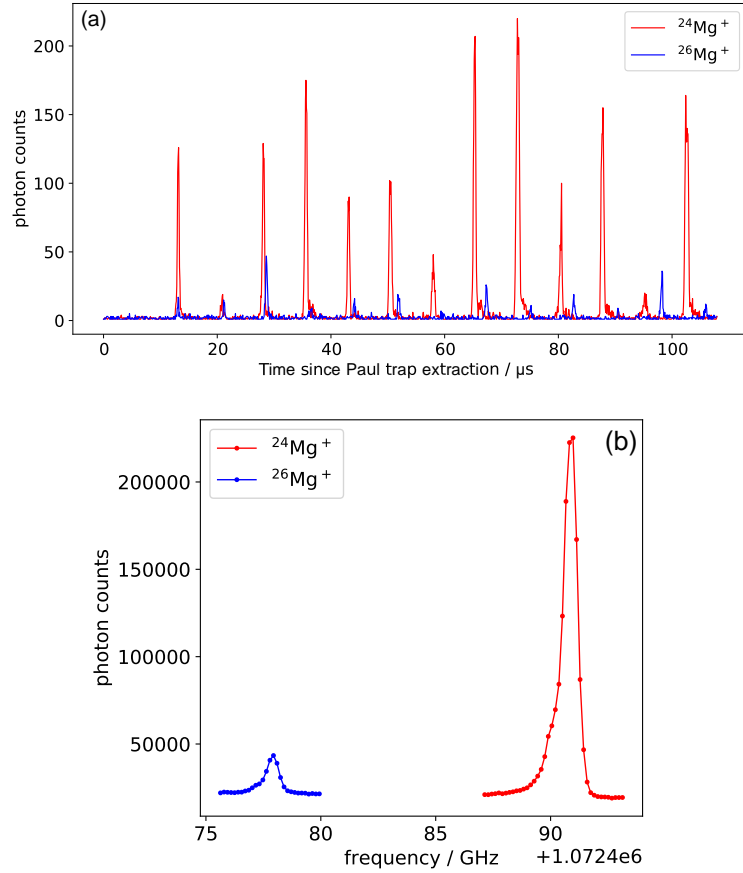 (a)
²⁴Mg⁺
²⁶Mg⁺
photon counts
200
150
100
50
0
0 20 40 60 80 100
Time since Paul trap extraction / μs
(b)
²⁴Mg⁺
²⁶Mg⁺
photon counts
200000
150000
100000
50000
75 80 85 90
frequency / GHz
+1.0724e6